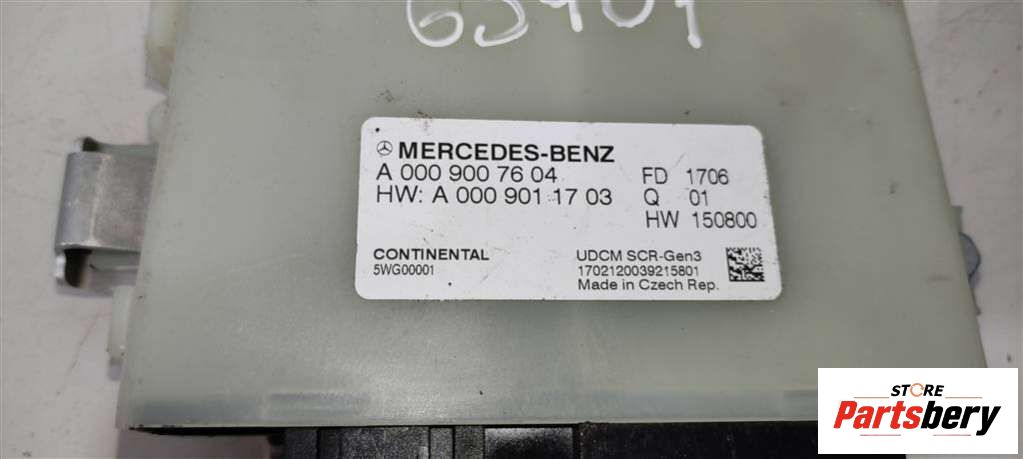 MERCEDES-BENZ
A 000 900 76 04
HW: A 000 901 17 03
FD 1706
Q 01
HW 150800
CONTINENTAL
5WG00001
UDCM SCR-Gen3
1702120039215801
Made in Czech Rep.
STORE
Partsbery